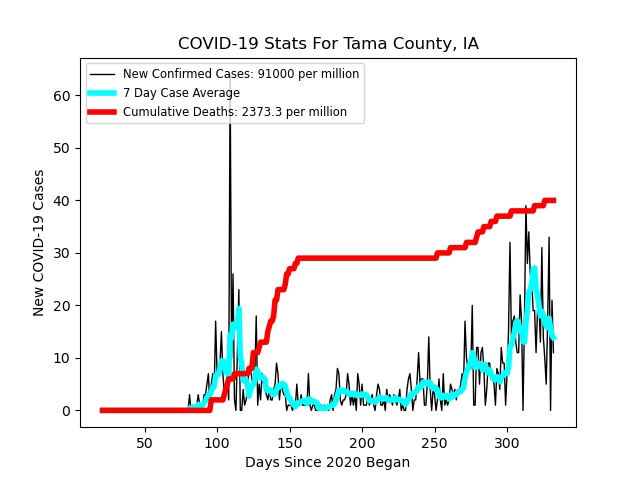 COVID-19 Stats For Tama County, IA
New Confirmed Cases: 91000 per million
7 Day Case Average
Cumulative Deaths: 2373.3 per million
New COVID-19 Cases
60
50
40
30
20
10
0
50 100 150 200 250 300
Days Since 2020 Began